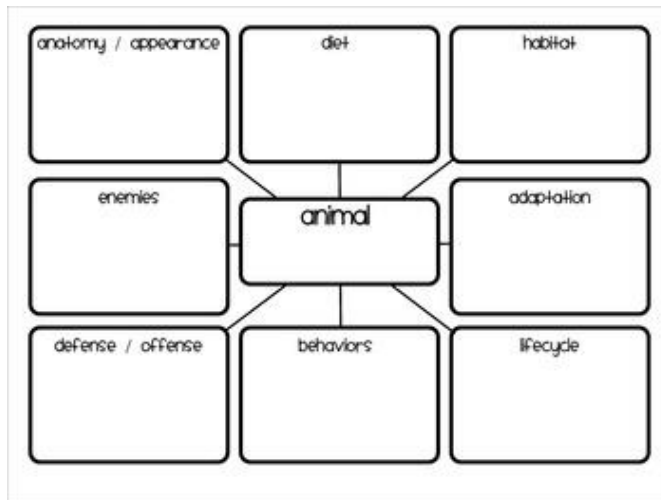 anatomy / appearance
diet
habitat
enemies
animal
adaptation
defense / offense
behaviors
lifecycle